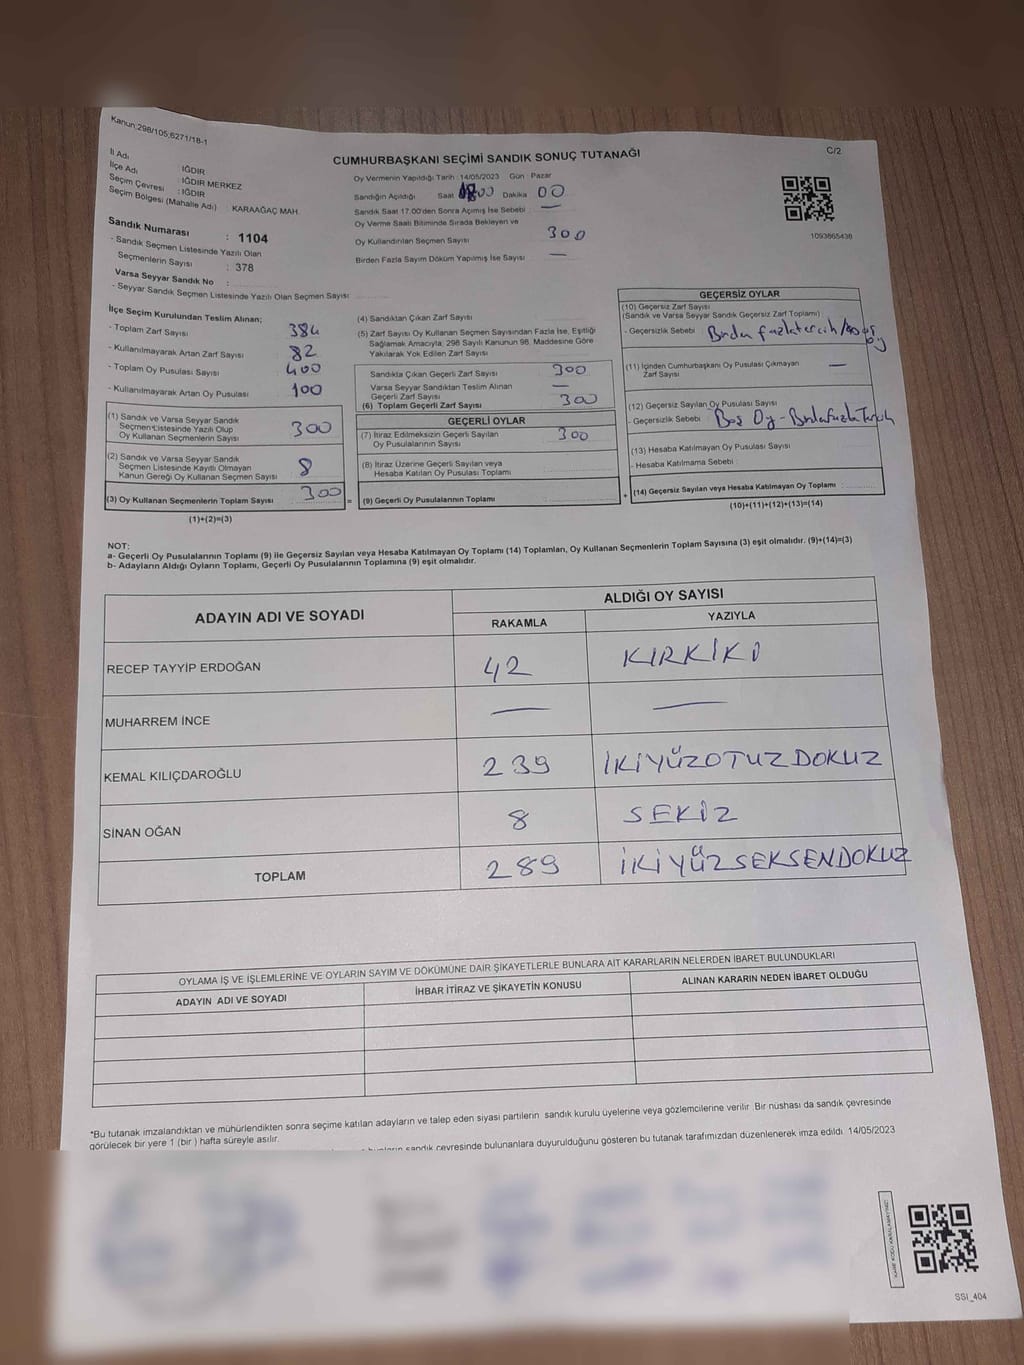 Kanun;298/105;6271/18-1
C/2
CUMHURBAŞKANI SEÇİMİ SANDIK SONUÇ TUTANAĞI
İl Adı : IĞDIR
İlçe Adı : IĞDIR MERKEZ
Seçim Çevresi : IĞDIR
Seçim Bölgesi (Mahalle Adı) : KARAAĞAÇ MAH.
Sandık Numarası : 1104
- Sandık Seçmen Listesinde Yazılı Olan
Seçmenlerin Sayısı : 378
Varsa Seyyar Sandık No :
- Seyyar Sandık Seçmen Listesinde Yazılı Olan Seçmen Sayısı
Oy Vermenin Yapıldığı Tarih : 14/05/2023 Gün : Pazar
Sandığın Açıldığı Saat Dakika 00
Sandık Saat 17.00'den Sonra Açımış İse Sebebi —
Oy Verme Saati Bitiminde Sırada Bekleyen ve
Oy Kullandırılan Seçmen Sayısı 300
Birden Fazla Sayım Döküm Yapılmış İse Sayısı —
1093865436
İlçe Seçim Kurulundan Teslim Alınan;
- Toplam Zarf Sayısı 384
- Kullanılmayarak Artan Zarf Sayısı 82
- Toplam Oy Pusulası Sayısı 400
- Kullanılmayarak Artan Oy Pusulası 100
(1) Sandık ve Varsa Seyyar Sandık
Seçmen Listesinde Yazılı Olup
Oy Kullanan Seçmenlerin Sayısı 300
(2) Sandık ve Varsa Seyyar Sandık
Seçmen Listesinde Kayıtlı Olmayan
Kanun Gereği Oy Kullanan Seçmen Sayısı 8
(3) Oy Kullanan Seçmenlerin Toplam Sayısı 300 =
(1)+(2)=(3)
(4) Sandıktan Çıkan Zarf Sayısı
(5) Zarf Sayısı Oy Kullanan Seçmen Sayısından Fazla İse, Eşitliği
Sağlamak Amacıyla, 298 Sayılı Kanunun 98. Maddesine Göre
Yakılarak Yok Edilen Zarf Sayısı
Sandıkla Çıkan Geçerli Zarf Sayısı 300
Varsa Seyyar Sandıktan Teslim Alınan
Geçerli Zarf Sayısı —
(6) Toplam Geçerli Zarf Sayısı 300
GEÇERLİ OYLAR
(7) İtiraz Edilmeksizin Geçerli Sayılan
Oy Pusulalarının Sayısı 300
(8) İtiraz Üzerine Geçerli Sayılan veya
Hesaba Katılan Oy Pusulası Toplamı
(9) Geçerli Oy Pusulalarının Toplamı +
GEÇERSİZ OYLAR
(10) Geçersiz Zarf Sayısı
(Sandık ve Varsa Seyyar Sandık Geçersiz Zarf Toplamı)
- Geçersizlik Sebebi : Birden fazla tercih / Boş oy
(11) İçinden Cumhurbaşkanı Oy Pusulası Çıkmayan
Zarf Sayısı —
(12) Geçersiz Sayılan Oy Pusulası Sayısı
- Geçersizlik Sebebi : Boş Oy - Birden fazla Tercih
(13) Hesaba Katılmayan Oy Pusulası Sayısı
- Hesaba Katılmama Sebebi :
(14) Geçersiz Sayılan veya Hesaba Katılmayan Oy Toplamı
(10)+(11)+(12)+(13)=(14)
NOT:
a- Geçerli Oy Pusulalarının Toplamı (9) ile Geçersiz Sayılan veya Hesaba Katılmayan Oy Toplamı (14) Toplamları, Oy Kullanan Seçmenlerin Toplam Sayısına (3) eşit olmalıdır. (9)+(14)=(3)
b- Adayların Aldığı Oyların Toplamı, Geçerli Oy Pusulalarının Toplamına (9) eşit olmalıdır.
ADAYIN ADI VE SOYADI
ALDIĞI OY SAYISI
RAKAMLA YAZIYLA
RECEP TAYYİP ERDOĞAN 42 KIRKİKİ
MUHARREM İNCE — —
KEMAL KILIÇDAROĞLU 239 İKİYÜZOTUZDOKUZ
SİNAN OĞAN 8 SEKİZ
TOPLAM 289 İKİYÜZSEKSENDOKUZ
OYLAMA İŞ VE İŞLEMLERİNE VE OYLARIN SAYIM VE DÖKÜMÜNE DAİR ŞİKAYETLERLE BUNLARA AİT KARARLARIN NELERDEN İBARET BULUNDUKLARI
ADAYIN ADI VE SOYADI İHBAR İTİRAZ VE ŞİKAYETİN KONUSU ALINAN KARARIN NEDEN İBARET OLDUĞU
*Bu tutanak imzalandıktan ve mühürlendikten sonra seçime katılan adayların ve talep eden siyasi partilerin sandık kurulu üyelerine veya gözlemcilerine verilir. Bir nüshası da sandık çevresinde
görülecek bir yere 1 (bir) hafta süreyle asılır.
sandık çevresinde bulunanlara duyurulduğunu gösteren bu tutanak tarafımızdan düzenlenerek imza edildi. 14/05/2023
SSI_404